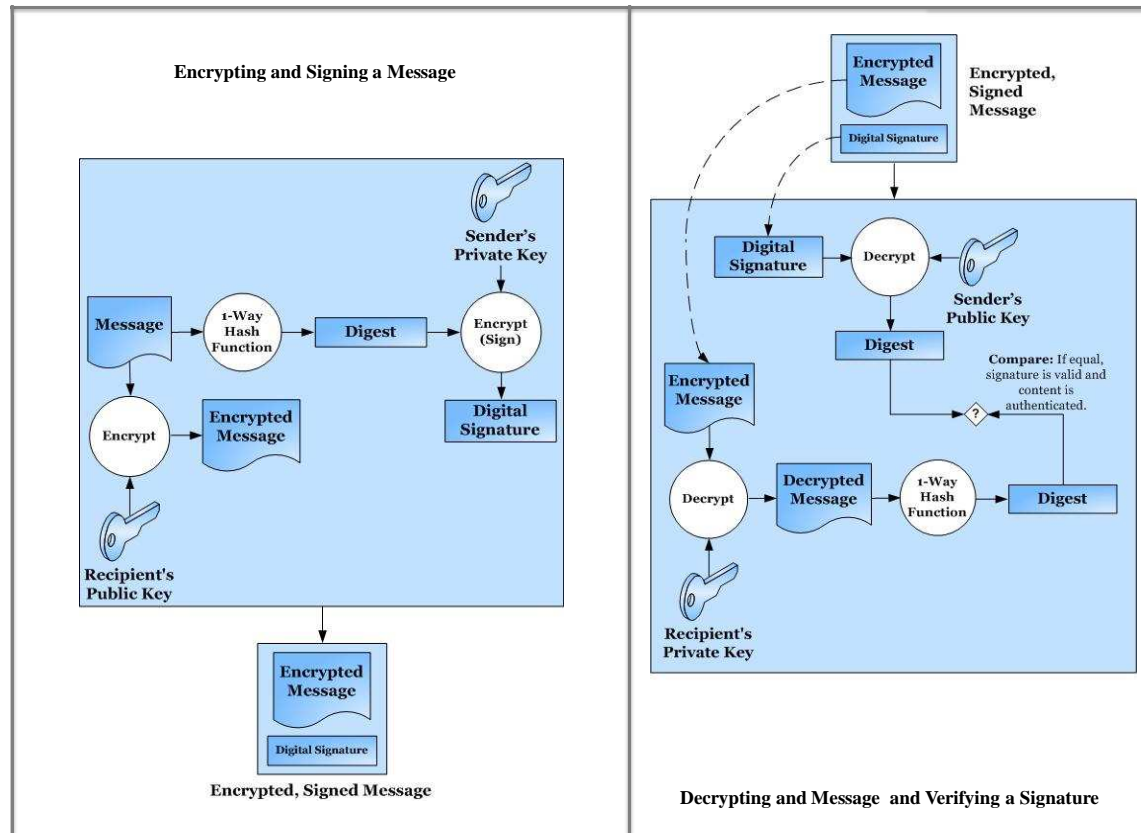 Encrypting and Signing a Message
Sender's
Private Key
Message
1-Way
Hash
Function
Digest
Encrypt
(Sign)
Digital
Signature
Encrypt
Encrypted
Message
Recipient's
Public Key
Encrypted
Message
Digital Signature
Encrypted, Signed Message
Encrypted
Message
Digital Signature
Encrypted,
Signed
Message
Digital
Signature
Decrypt
Sender's
Public Key
Digest
Compare: If equal,
signature is valid and
content is
authenticated.
?
Encrypted
Message
Decrypt
Decrypted
Message
1-Way
Hash
Function
Digest
Recipient's
Private Key
Decrypting and Message and Verifying a Signature